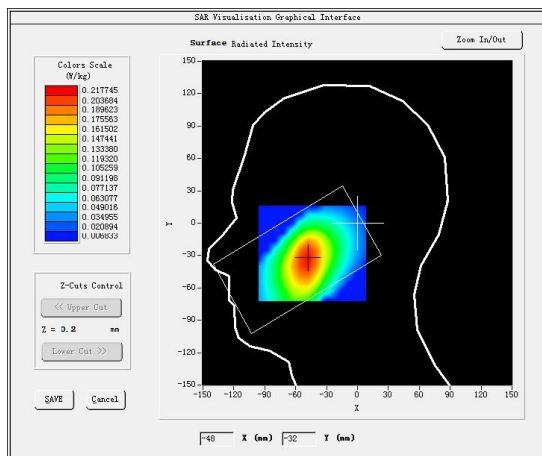 SAR Visualisation Graphical Interface
Surface Radiated Intensity
Zoom In/Out
Colors Scale
(W/kg)
0.217745
0.203684
0.189623
0.175563
0.161502
0.147441
0.133380
0.119320
0.105259
0.091198
0.077137
0.063077
0.049016
0.034955
0.020894
0.006833
150
120
90
60
30
0
-30
-60
-90
-120
-150
Y
-150 -120 -90 -60 -30 0 30 60 90 120 150
X
Z-Cuts Control
<< Upper Cut
Z = 0.2 mm
Lower Cut >>
SAVE Cancel
-48 X (mm) -32 Y (mm)